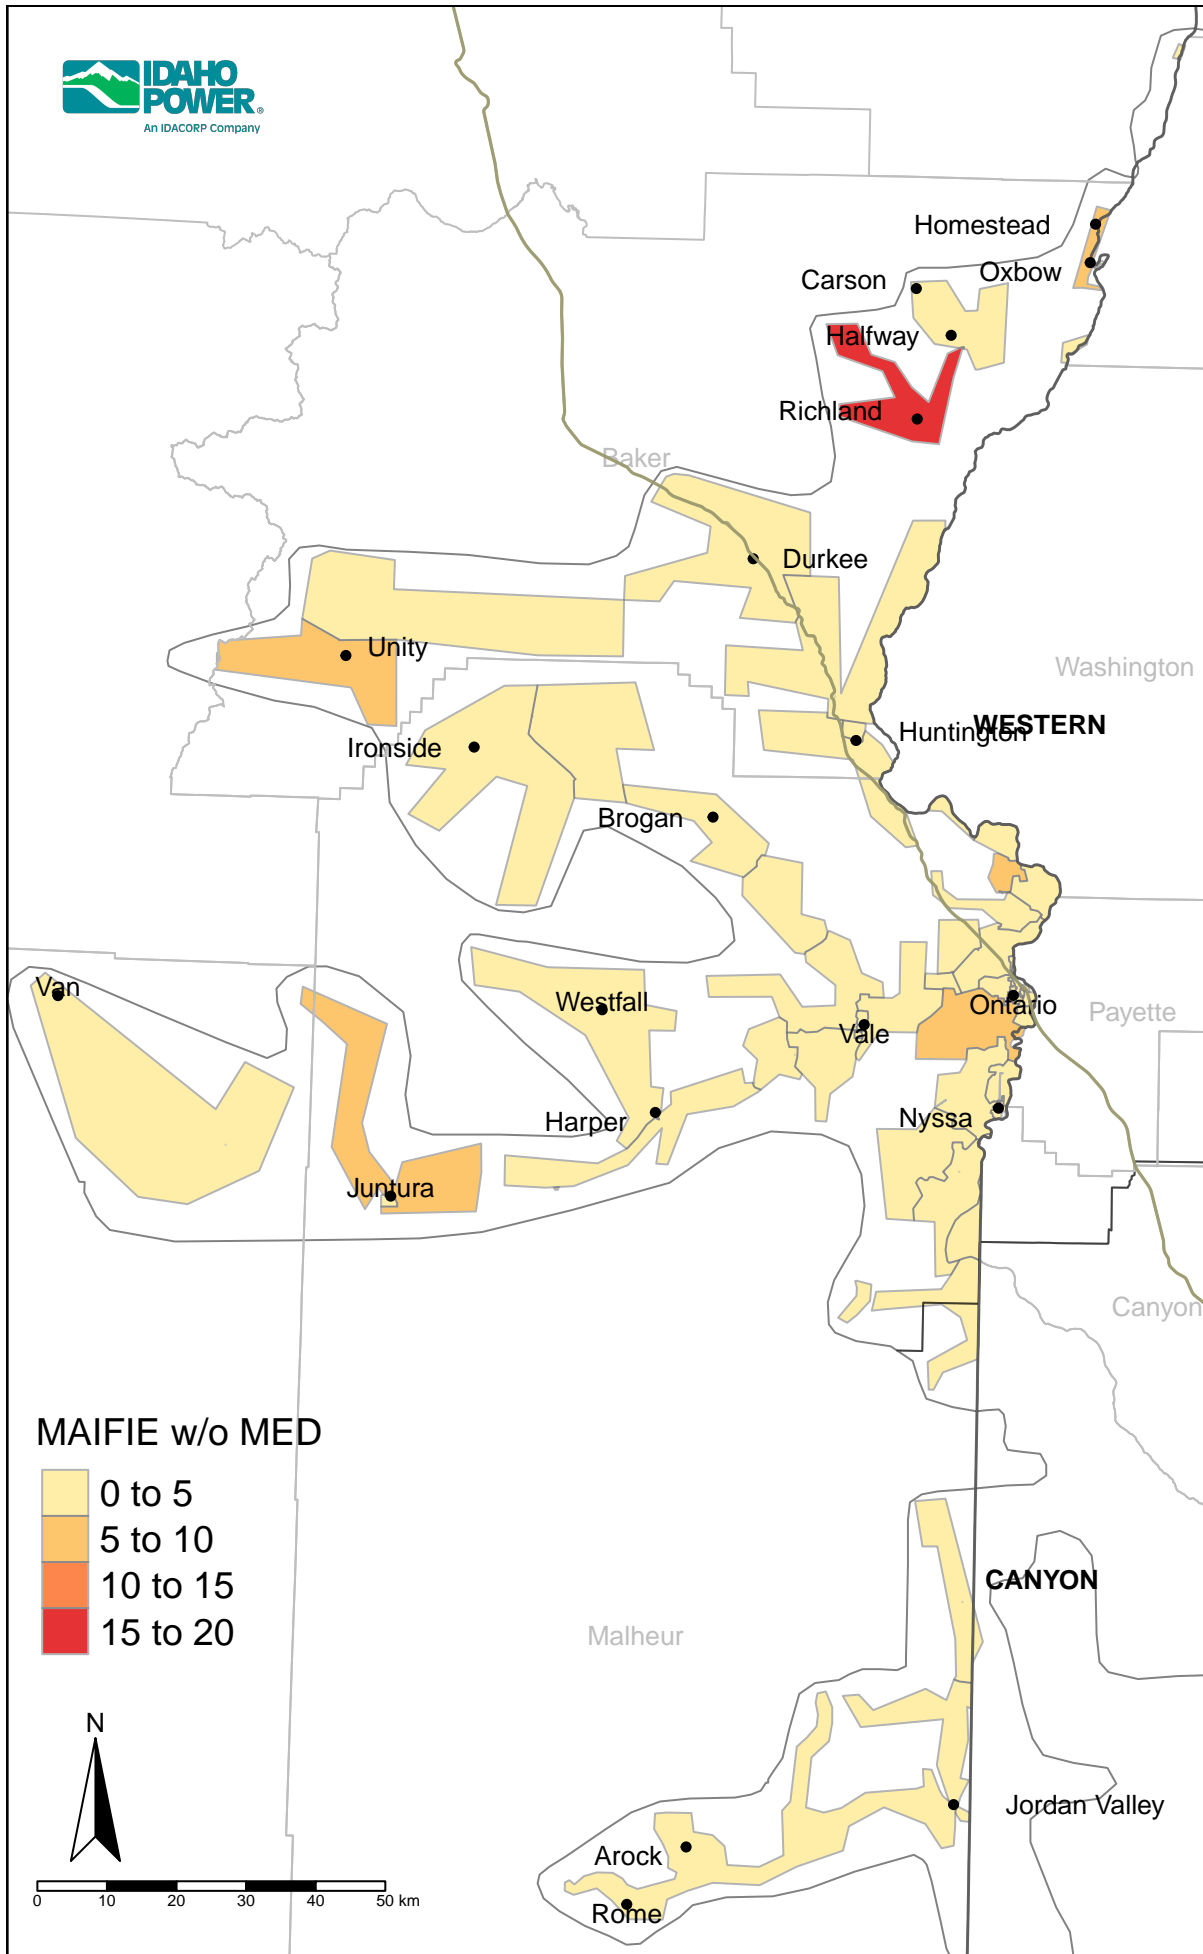 IDAHO
POWER®
An IDACORP Company
Homestead
Oxbow
Carson
Halfway
Richland
Baker
Durkee
Unity
Washington
Huntington
WESTERN
Ironside
Brogan
Van
Westfall
Ontario
Payette
Vale
Harper
Nyssa
Juntura
Canyon
MAIFIE w/o MED
0 to 5
5 to 10
10 to 15
15 to 20
CANYON
Malheur
N
Jordan Valley
Arock
Rome
0 10 20 30 40 50 km